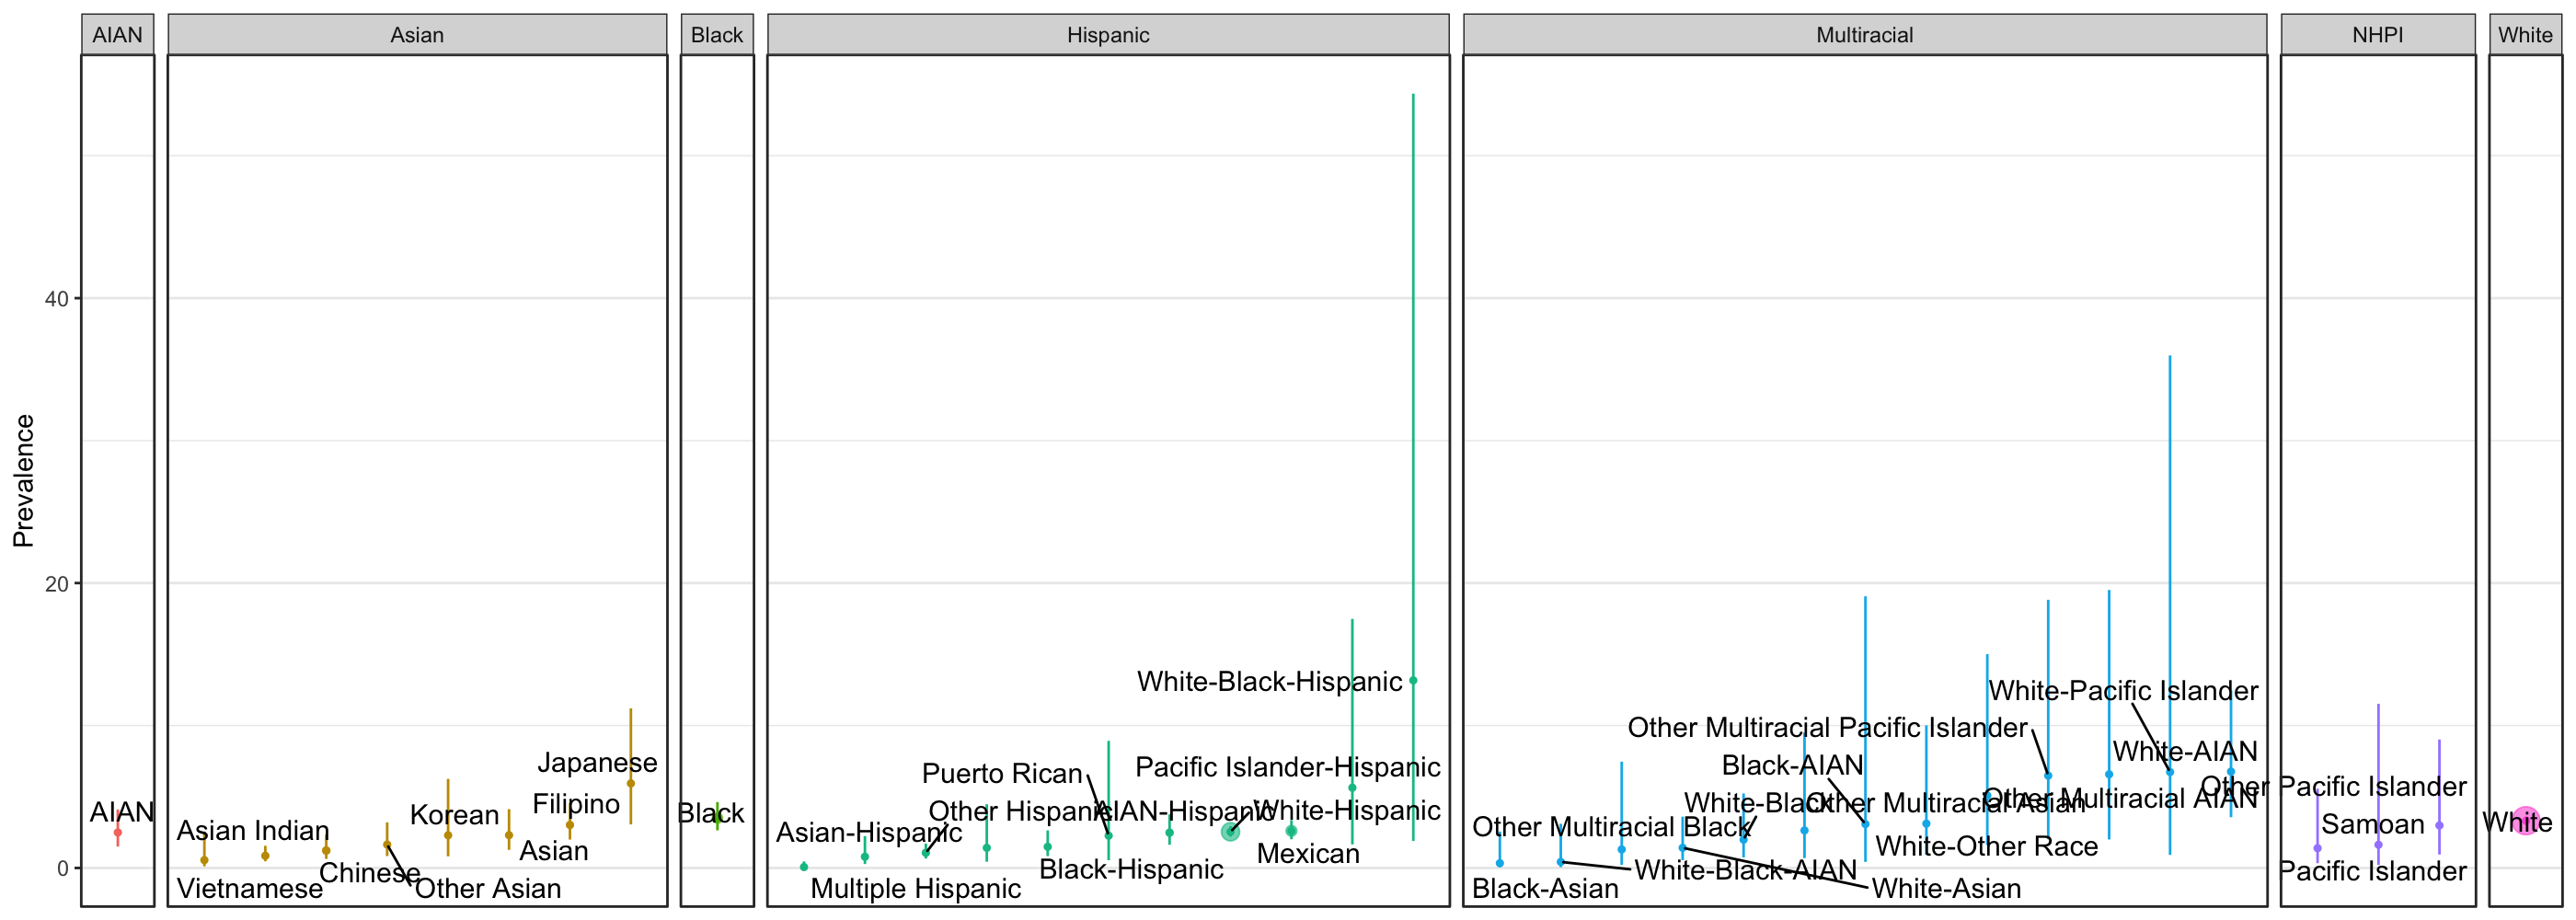 AIAN
Asian
Black
Hispanic
Multiracial
NHPI
White
Prevalence
40
20
0
AIAN
Asian Indian
Vietnamese
Chinese
Other Asian
Korean
Asian
Filipino
Japanese
Black
Asian-Hispanic
Multiple Hispanic
Puerto Rican
Other Hispanic
Black-Hispanic
AIAN-Hispanic
White-Black-Hispanic
Pacific Islander-Hispanic
White-Hispanic
Mexican
Other Multiracial Black
Black-Asian
White-Black-AIAN
White-Asian
White-Black
Black-AIAN
Other Multiracial Pacific Islander
Other Multiracial Asian
White-Other Race
White-Pacific Islander
White-AIAN
Other Multiracial AIAN
Other Pacific Islander
Samoan
Pacific Islander
White